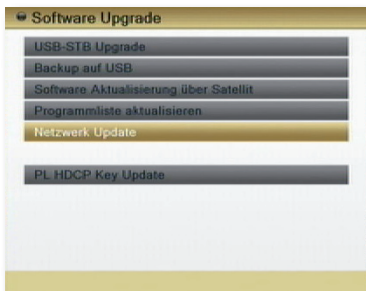 Software Upgrade
USB-STB Upgrade
Backup auf USB
Software Aktualisierung über Satellit
Programmliste aktualisieren
Netzwerk Update
PL HDCP Key Update